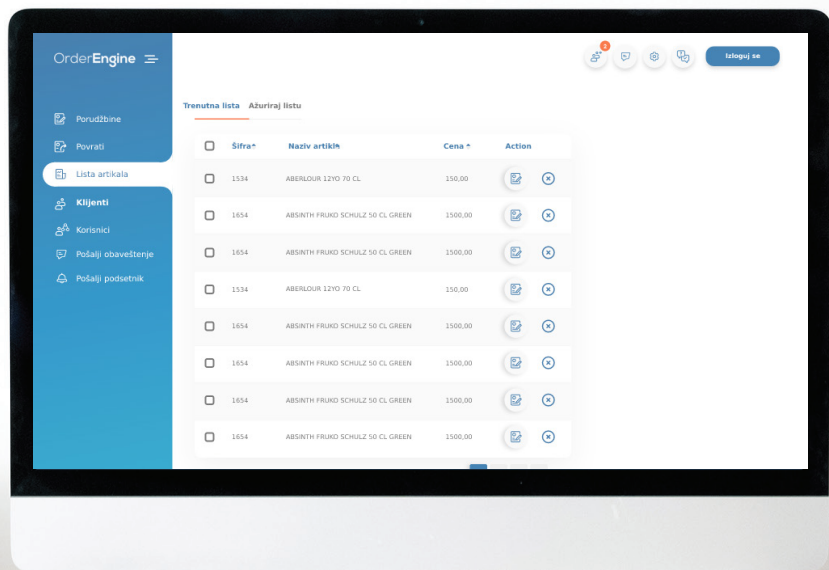 OrderEngine
2
Izloguj se
Porudžbine
Povrati
Lista artikala
Klijenti
Korisnici
Pošalji obaveštenje
Pošalji podsetnik
Trenutna lista Ažuriraj listu
Šifra Naziv artikla Cena Action
1534 ABERLOUR 12YO 70 CL 150,00
1654 ABSINTH FRUKO SCHULZ 50 CL GREEN 1500,00
1654 ABSINTH FRUKO SCHULZ 50 CL GREEN 1500,00
1534 ABERLOUR 12YO 70 CL 150,00
1654 ABSINTH FRUKO SCHULZ 50 CL GREEN 1500,00
1654 ABSINTH FRUKO SCHULZ 50 CL GREEN 1500,00
1654 ABSINTH FRUKO SCHULZ 50 CL GREEN 1500,00
1654 ABSINTH FRUKO SCHULZ 50 CL GREEN 1500,00